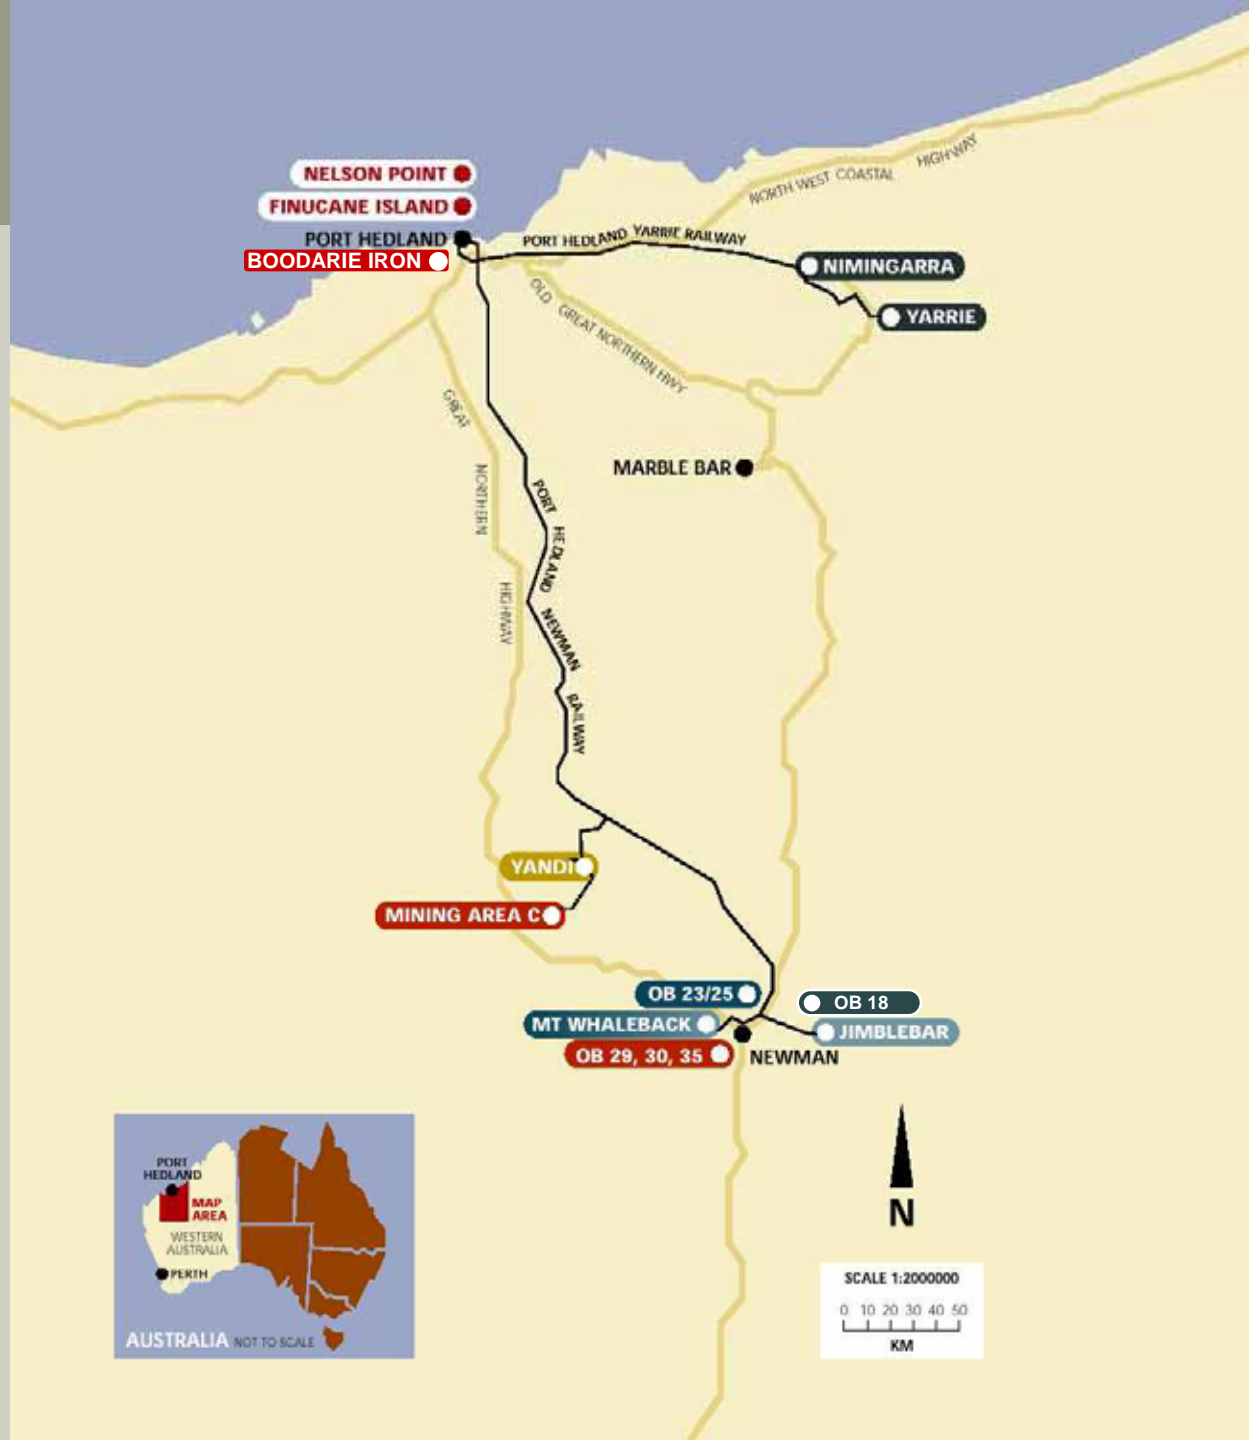 NORTH WEST COASTAL HIGHWAY
NELSON POINT
FINUCANE ISLAND
PORT HEDLAND
BOODARIE IRON
PORT HEDLAND YARRIE RAILWAY
NIMINGARRA
YARRIE
OLD GREAT NORTHERN HWY
GREAT NORTHERN HIGHWAY
MARBLE BAR
PORT HEDLAND NEWMAN RAILWAY
YANDI
MINING AREA C
OB 23/25
OB 18
MT WHALEBACK
JIMBLEBAR
OB 29, 30, 35
NEWMAN
PORT
HEDLAND
MAP
AREA
WESTERN
AUSTRALIA
PERTH
AUSTRALIA NOT TO SCALE
N
SCALE 1:2000000
0 10 20 30 40 50
KM